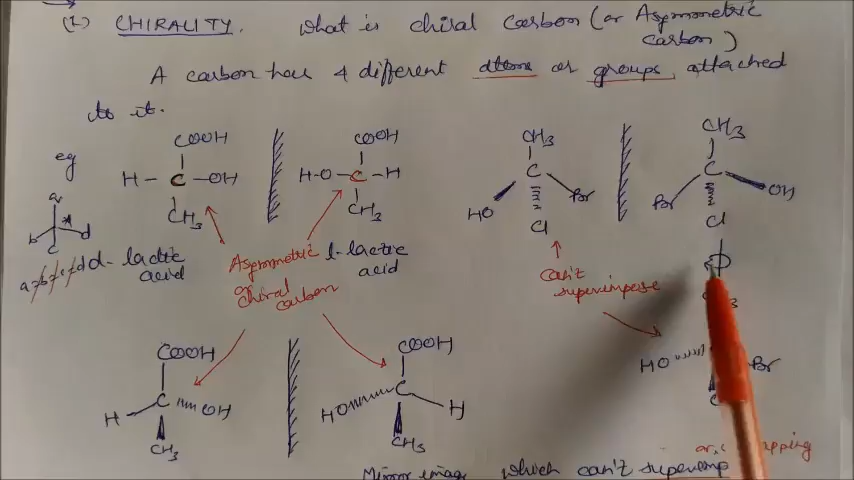 (1) CHIRALITY. What is chiral Carbon (or Asymmetric
carbon)
A carbon has 4 different atoms or groups, attached
to it.
eg
COOH
H – C – OH
CH3
COOH
H-O – C – H
CH3
CH3
C
HO Br
Cl
CH3
C
Br OH
Cl
a
b * d
c
a≠b≠c≠d
d- lactic
acid
Asymmetric
or
Chiral
carbon
l- lactic
acid
can't
superimpose
COOH
H C OH
CH3
COOH
HO C H
CH3
HO Br
Mirror image which can't superimp